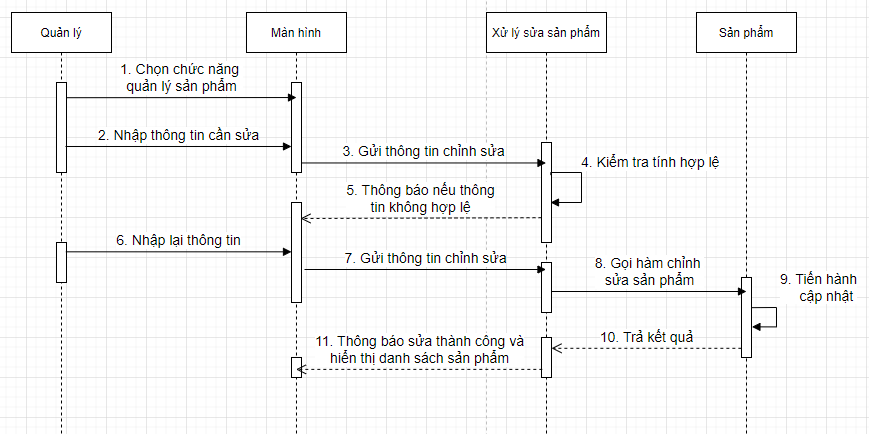 Quản lý
Màn hình
Xử lý sửa sản phẩm
Sản phẩm
1. Chọn chức năng
quản lý sản phẩm
2. Nhập thông tin cần sửa
3. Gửi thông tin chỉnh sửa
4. Kiểm tra tính hợp lệ
5. Thông báo nếu thông
tin không hợp lệ
6. Nhập lại thông tin
7. Gửi thông tin chỉnh sửa
8. Gọi hàm chỉnh
sửa sản phẩm
9. Tiến hành
cập nhật
10. Trả kết quả
11. Thông báo sửa thành công và
hiển thị danh sách sản phẩm